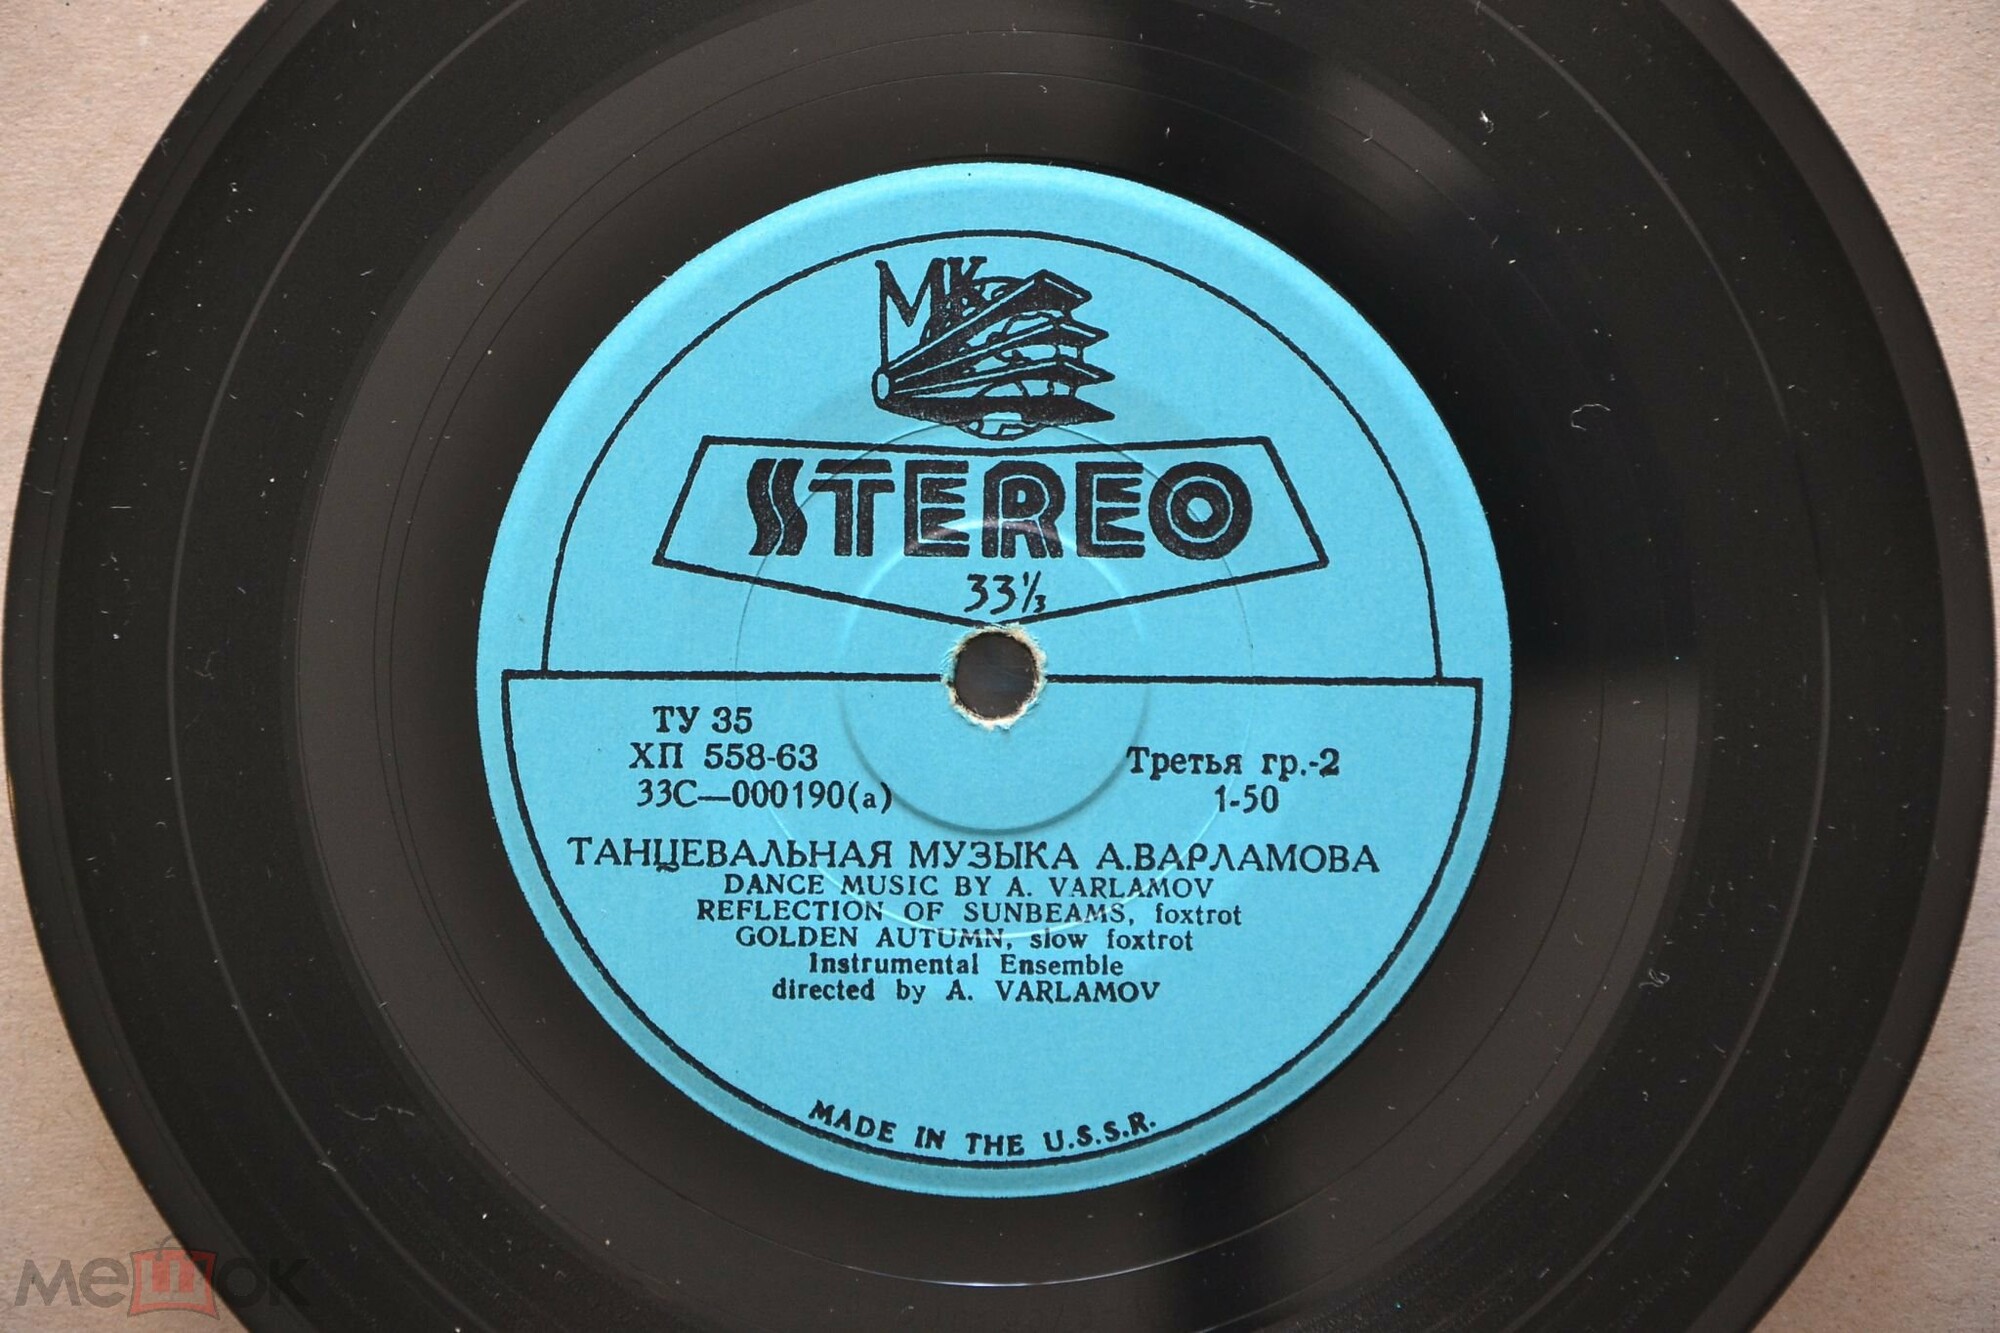 МК
STEREO
33⅓
ТУ 35
ХП 558-63
33С—000190(а)
Третья гр.-2
1-50
ТАНЦЕВАЛЬНАЯ МУЗЫКА А.ВАРЛАМОВА
DANCE MUSIC BY A. VARLAMOV
REFLECTION OF SUNBEAMS, foxtrot
GOLDEN AUTUMN, slow foxtrot
Instrumental Ensemble
directed by A. VARLAMOV
MADE IN THE U.S.S.R.
мешок